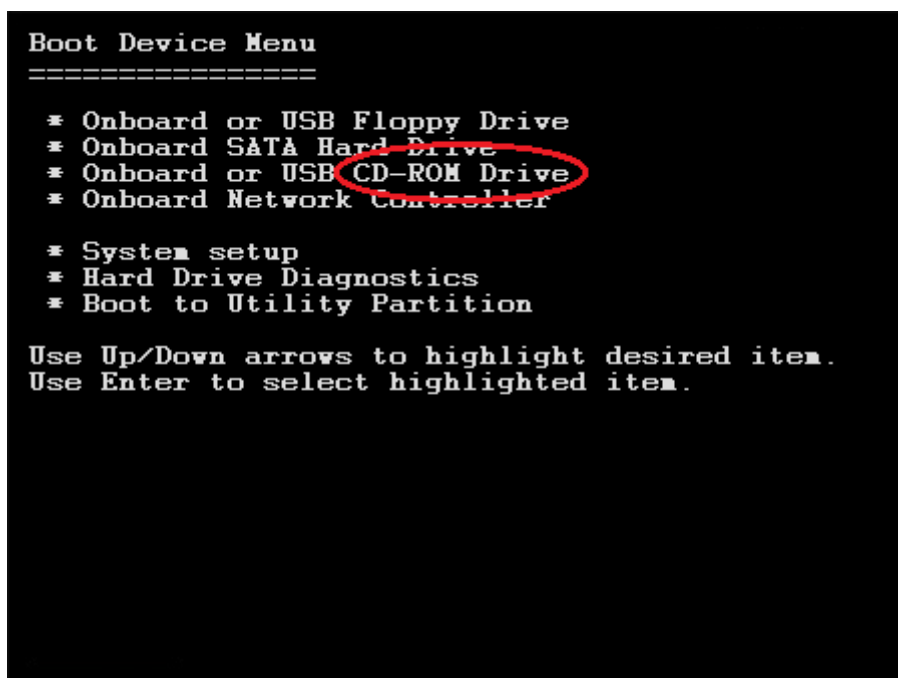 Boot Device Menu
=================
* Onboard or USB Floppy Drive
* Onboard SATA Hard Drive
* Onboard or USB CD-ROM Drive
* Onboard Network Controller
* System setup
* Hard Drive Diagnostics
* Boot to Utility Partition
Use Up/Down arrows to highlight desired item.
Use Enter to select highlighted item.